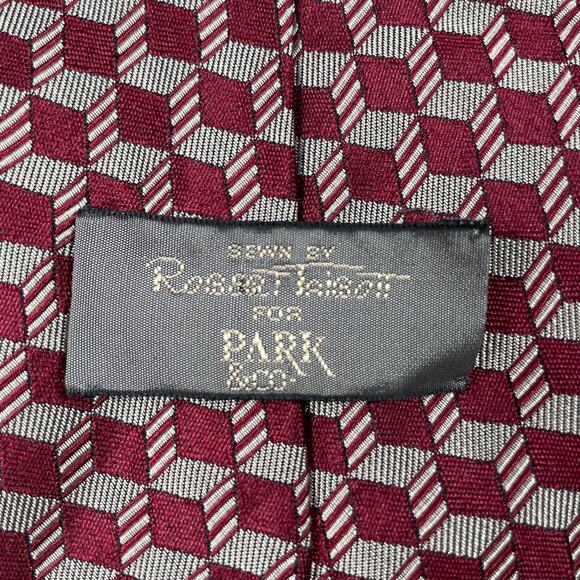 SEWN BY
ROBERT TALBOTT
FOR
PARK
&CO.